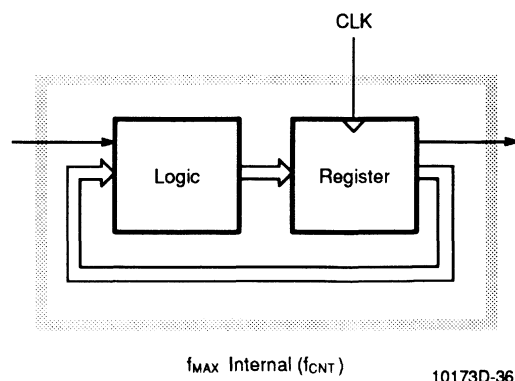 CLK
Logic
Register
fMAX Internal (fCNT)
10173D-36